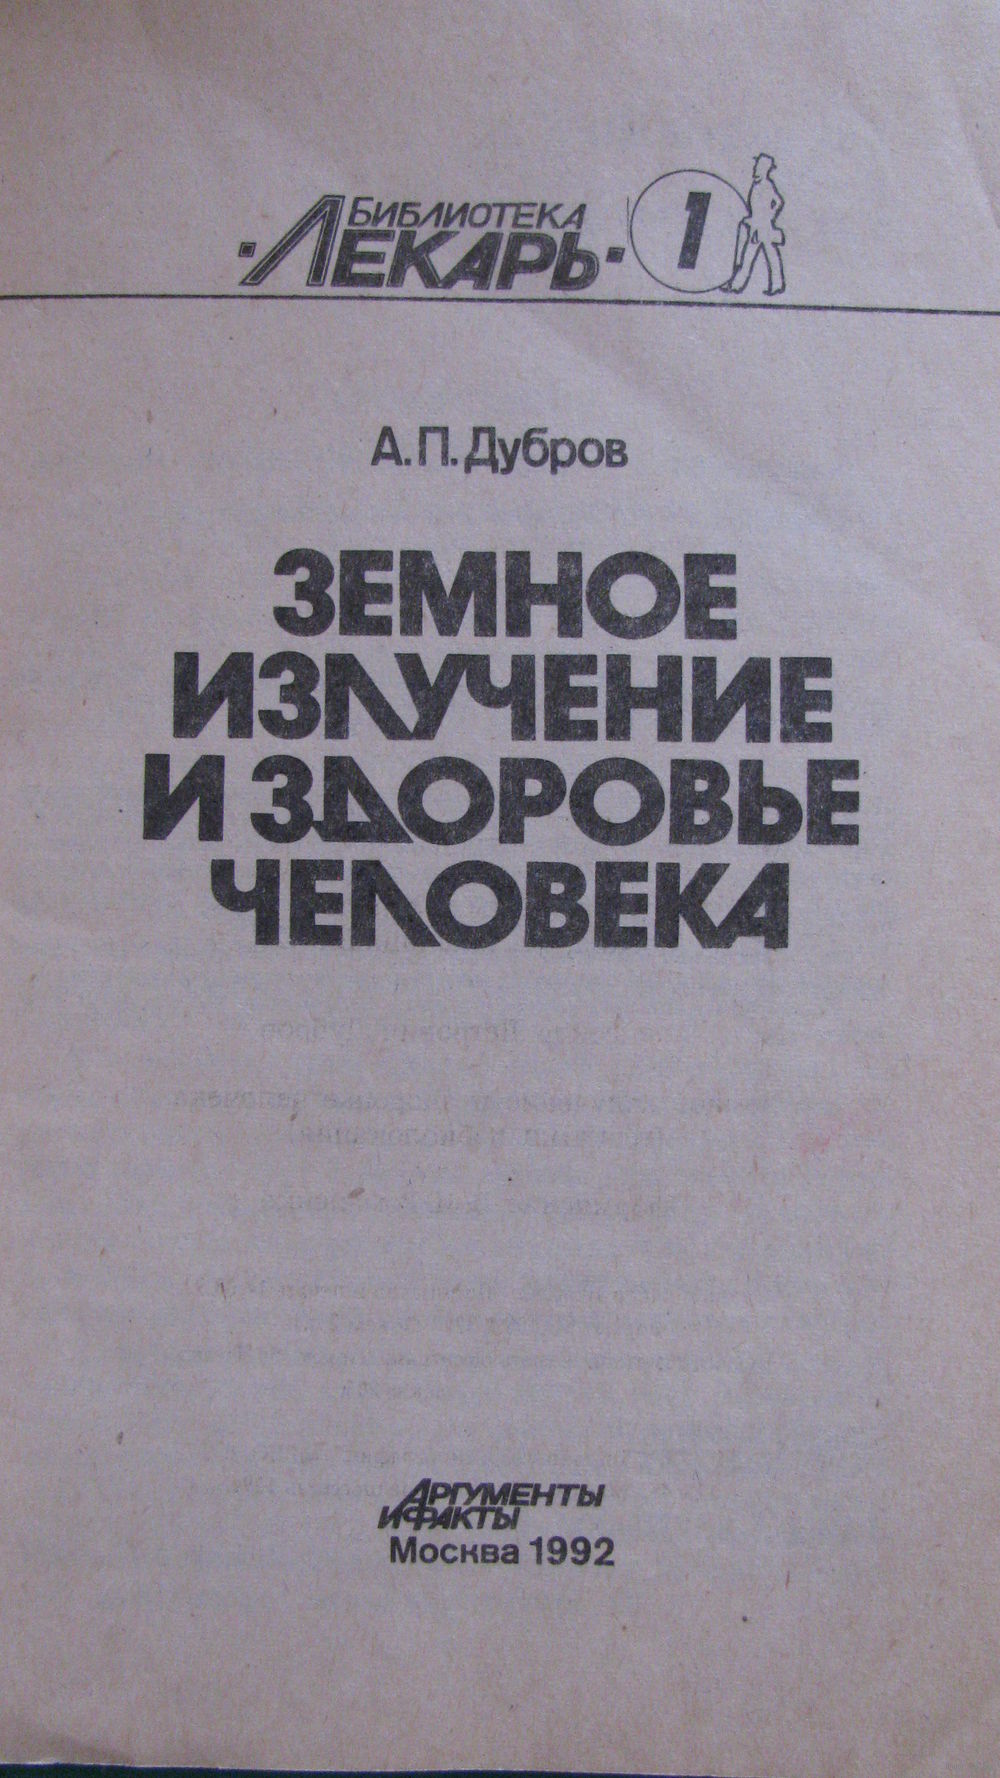 БИБЛИОТЕКА
·ЛЕКАРЬ·
1
А.П.Дубров
ЗЕМНОЕ
ИЗЛУЧЕНИЕ
И ЗДОРОВЬЕ
ЧЕЛОВЕКА
АРГУМЕНТЫ
И ФАКТЫ
Москва 1992